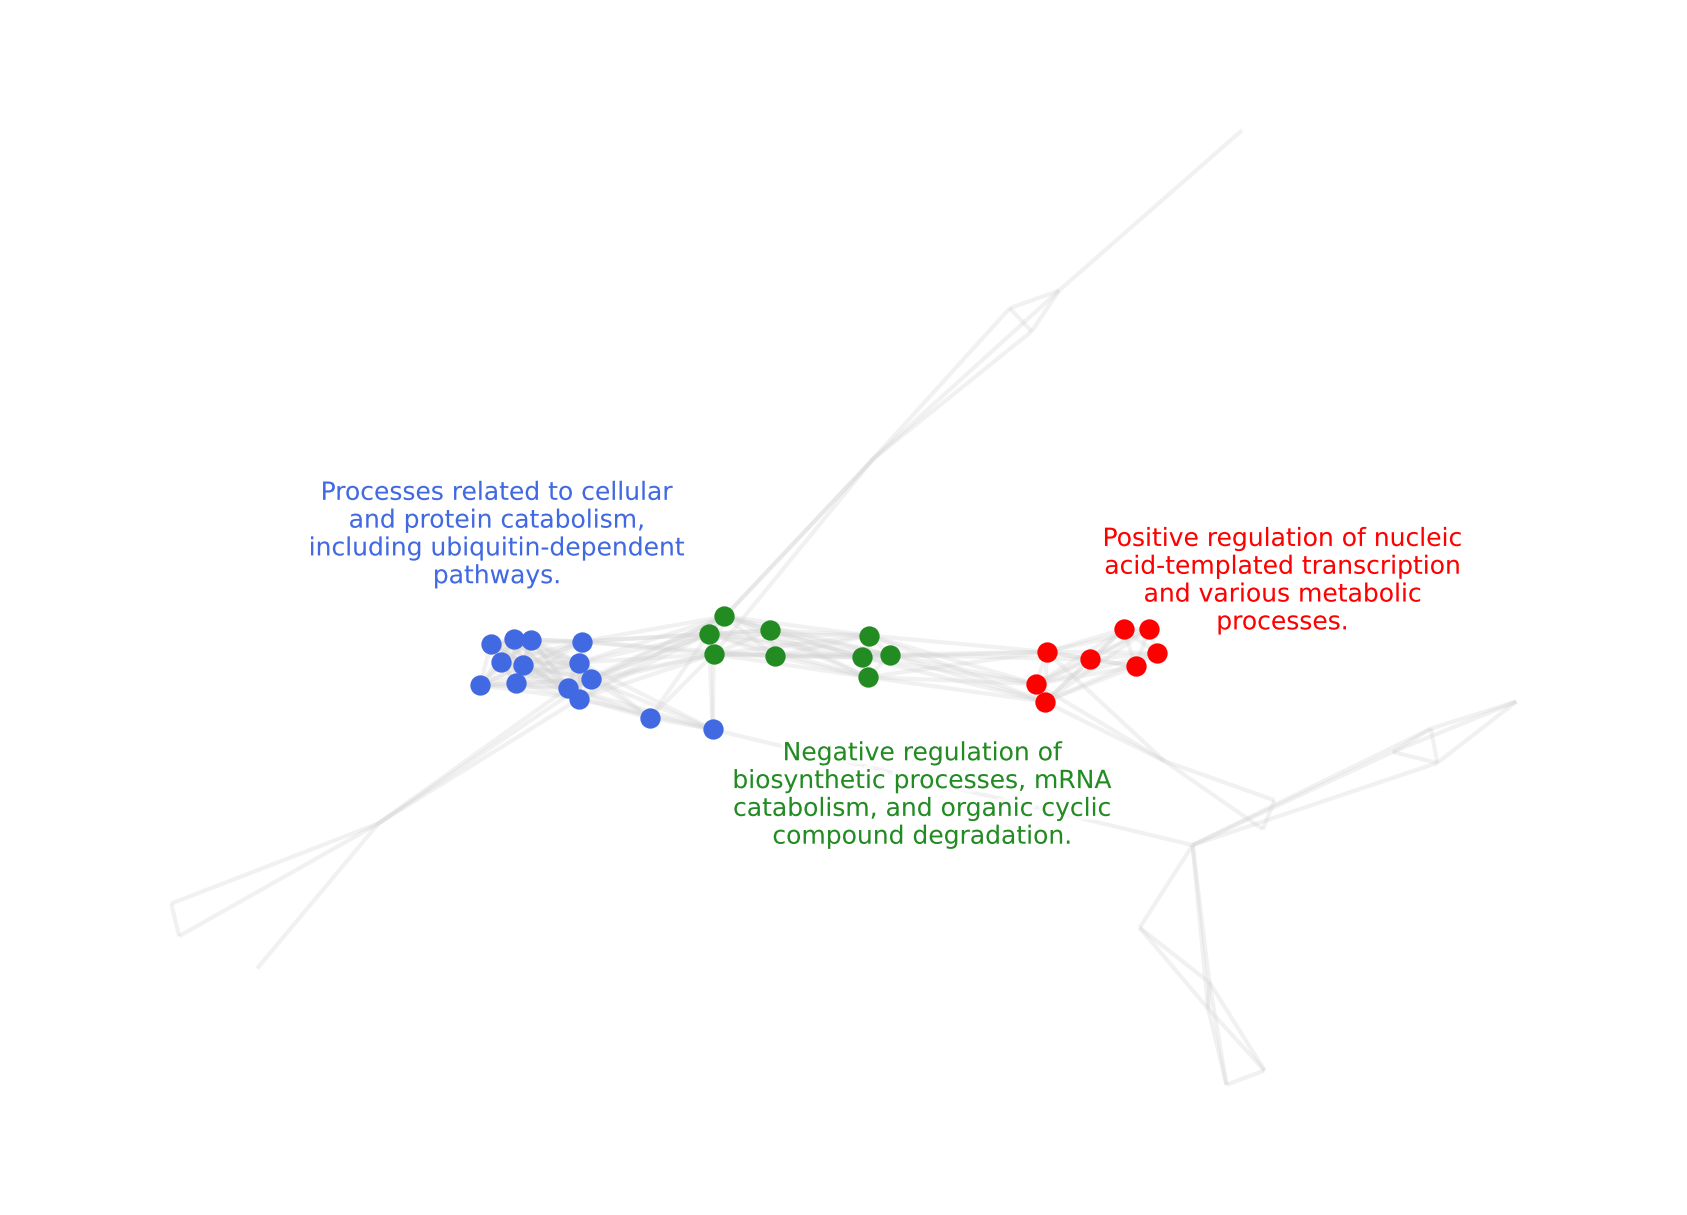 Processes related to cellular
and protein catabolism,
including ubiquitin-dependent
pathways.
Positive regulation of nucleic
acid-templated transcription
and various metabolic
processes.
Negative regulation of
biosynthetic processes, mRNA
catabolism, and organic cyclic
compound degradation.